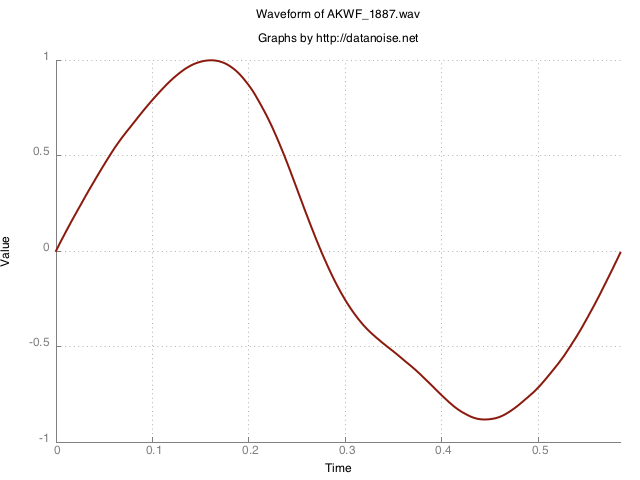 Waveform of AKWF_1887.wav
Graphs by http://datanoise.net
1
0.5
0
-0.5
-1
Value
0 0.1 0.2 0.3 0.4 0.5
Time